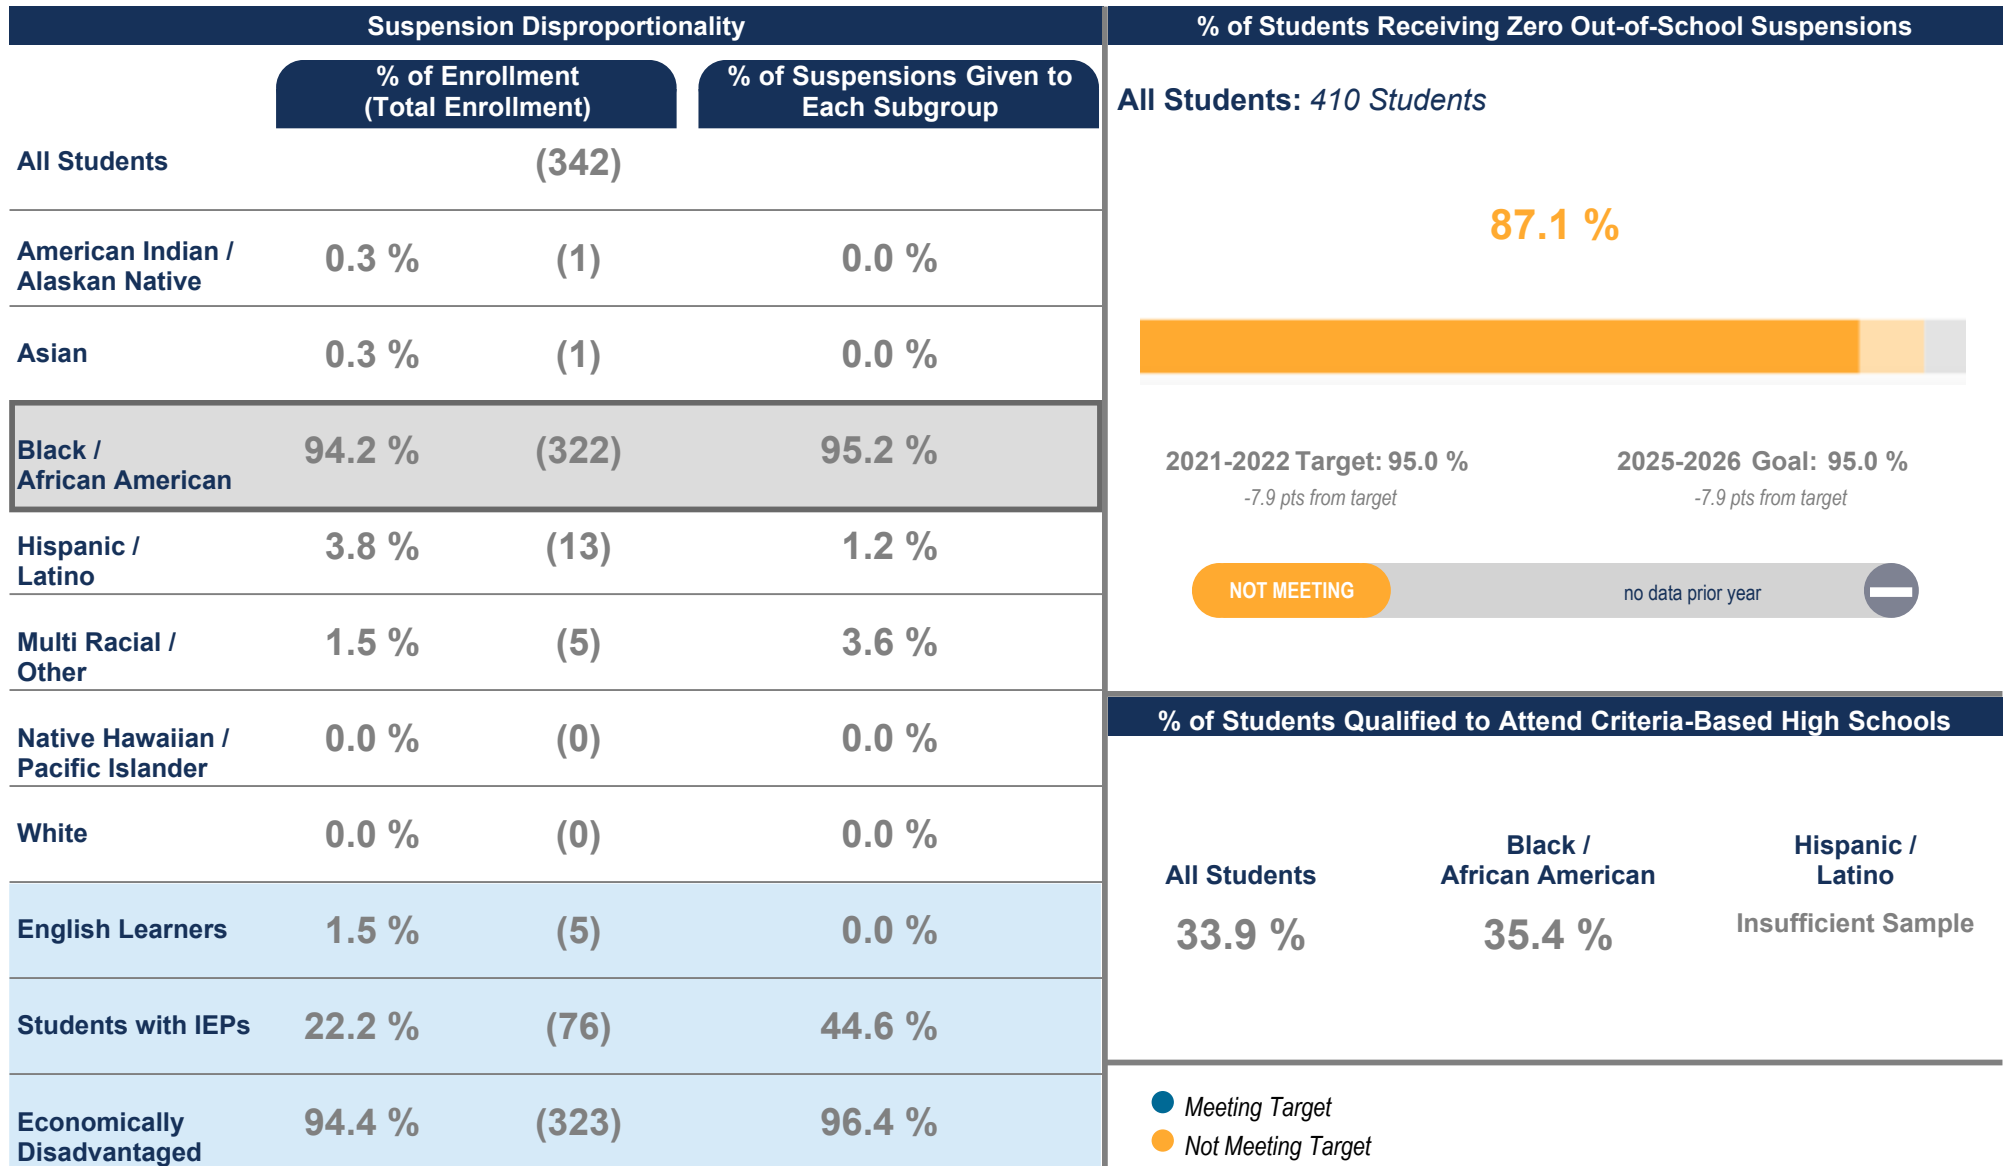 Suspension Disproportionality
% of Enrollment
(Total Enrollment)
% of Suspensions Given to
Each Subgroup
All Students (342)
American Indian /
Alaskan Native
0.3 % (1) 0.0 %
Asian 0.3 % (1) 0.0 %
Black /
African American
94.2 % (322) 95.2 %
Hispanic /
Latino
3.8 % (13) 1.2 %
Multi Racial /
Other
1.5 % (5) 3.6 %
Native Hawaiian /
Pacific Islander
0.0 % (0) 0.0 %
White 0.0 % (0) 0.0 %
English Learners 1.5 % (5) 0.0 %
Students with IEPs 22.2 % (76) 44.6 %
Economically
Disadvantaged
94.4 % (323) 96.4 %
% of Students Receiving Zero Out-of-School Suspensions
All Students: 410 Students
87.1 %
2021-2022 Target: 95.0 %
-7.9 pts from target
2025-2026 Goal: 95.0 %
-7.9 pts from target
NOT MEETING
no data prior year
% of Students Qualified to Attend Criteria-Based High Schools
All Students
33.9 %
Black /
African American
35.4 %
Hispanic /
Latino
Insufficient Sample
Meeting Target
Not Meeting Target